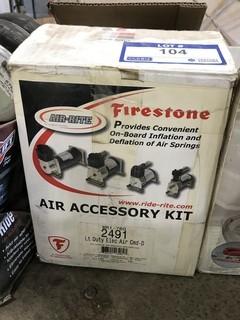 LOT #
104
AIR-RITE
Firestone
Provides Convenient
On-Board Inflation and
Deflation of Air Springs
www.ride-rite.com
AIR ACCESSORY KIT
2491
Lt Duty Elec Air Cmd-D